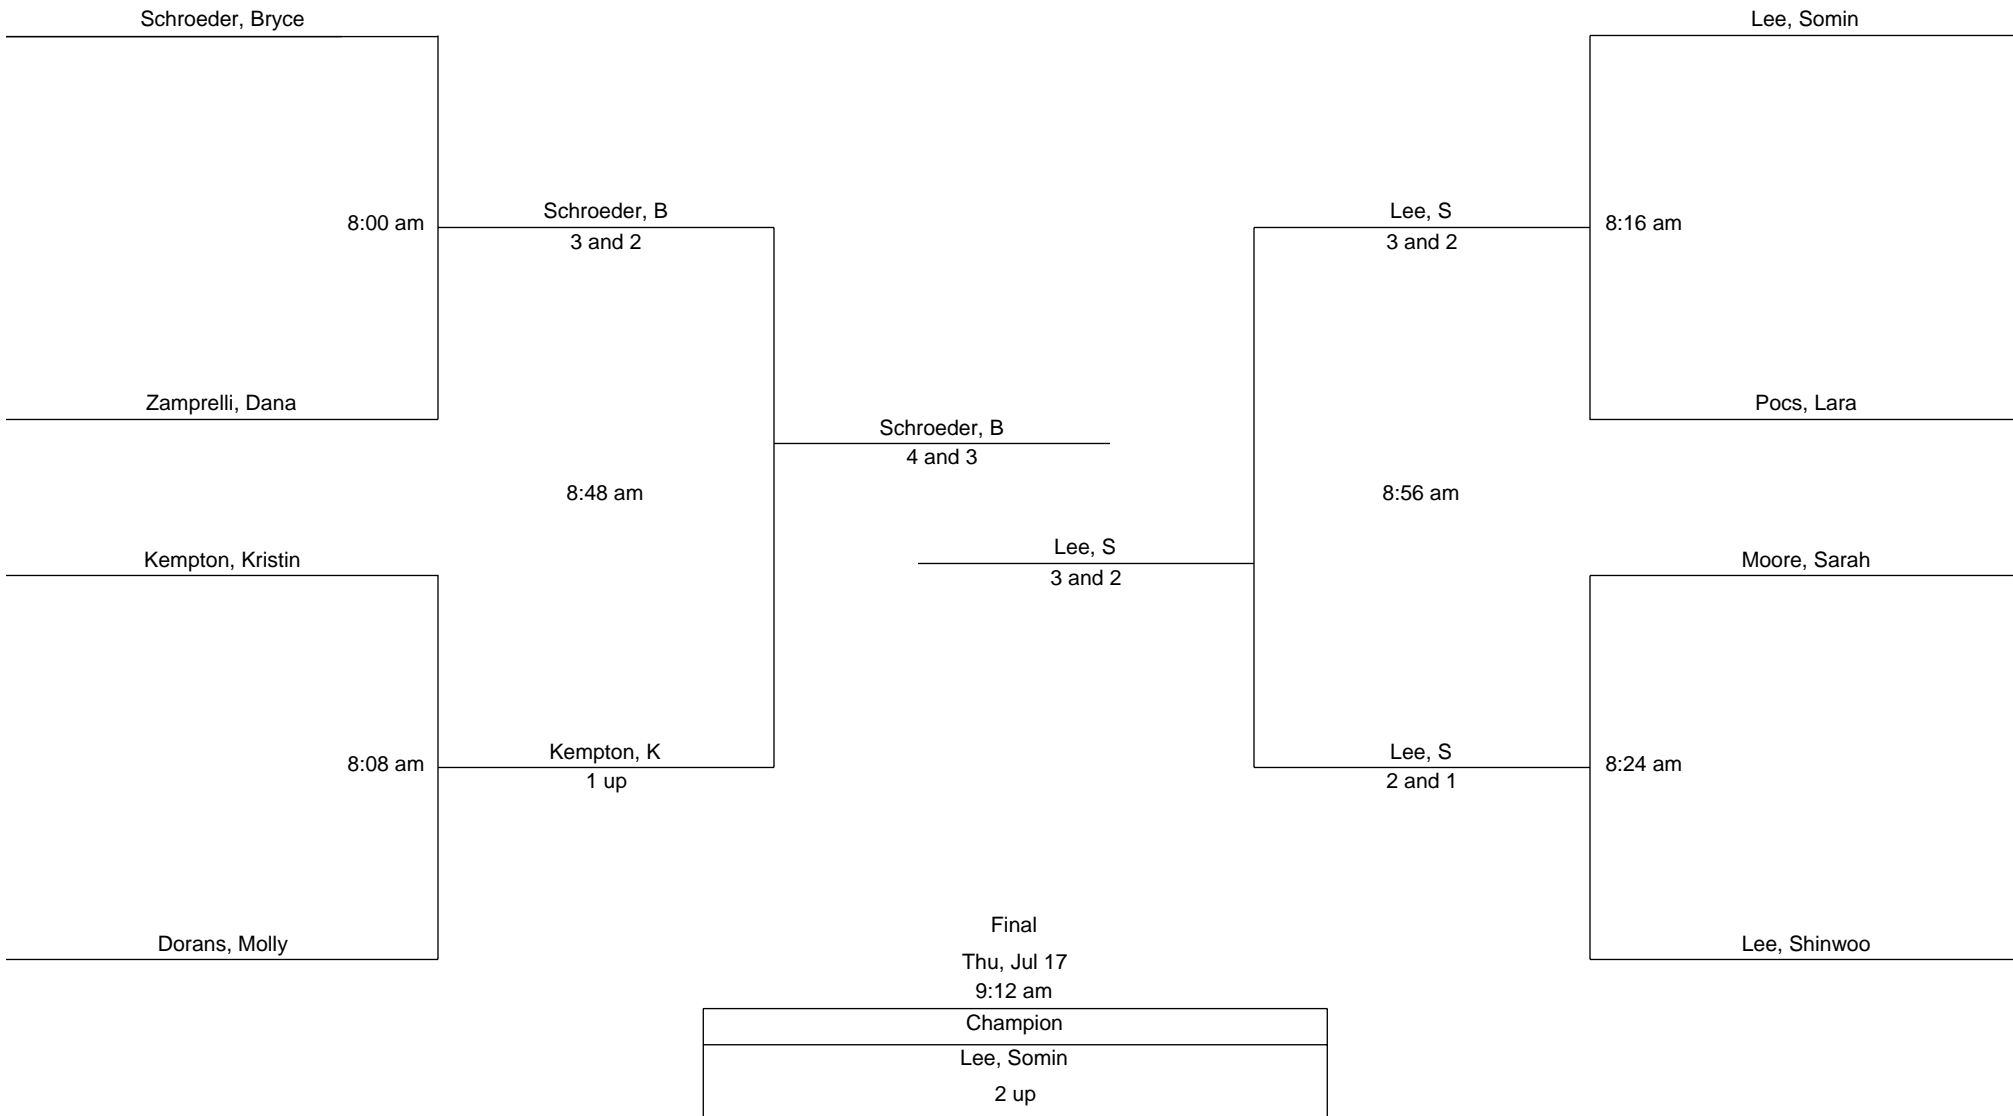 Schroeder, Bryce
Lee, Somin
Schroeder, B
Lee, S
8:00 am
8:16 am
3 and 2
3 and 2
Zamprelli, Dana
Pocs, Lara
Schroeder, B
4 and 3
8:48 am
8:56 am
Lee, S
Kempton, Kristin
Moore, Sarah
3 and 2
Kempton, K
Lee, S
8:08 am
8:24 am
1 up
2 and 1
Final
Dorans, Molly
Lee, Shinwoo
Thu, Jul 17
9:12 am
Champion
Lee, Somin
2 up